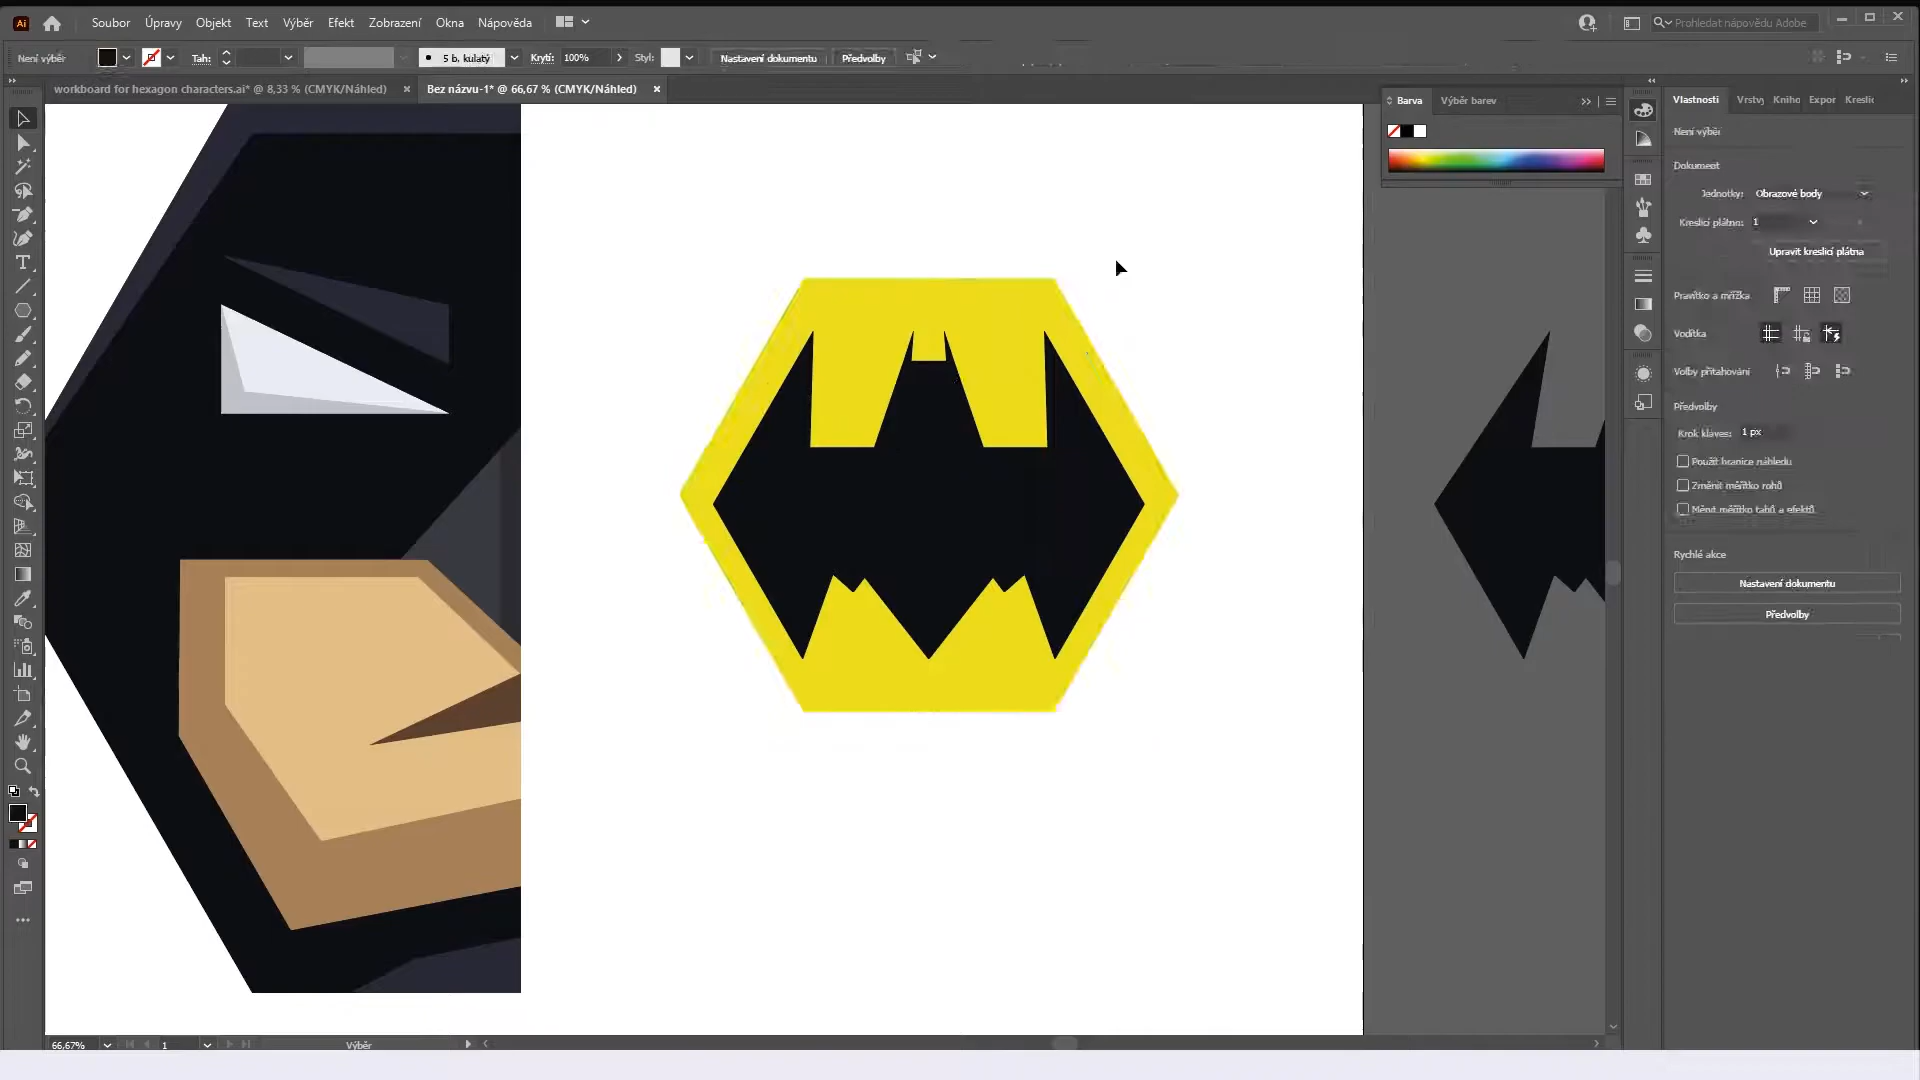 Ai Soubor Úpravy Objekt Text Výběr Efekt Zobrazení Okna Nápověda Prohledat nápovědu Adobe
Není výběr Tah: 5 b. kulatý Krytí: 100% Styl: Nastavení dokumentu Předvolby
workboard for hexagon characters.ai* @ 8,33 % (CMYK/Náhled) × Bez názvu-1* @ 66,67 % (CMYK/Náhled) ×
Barva Výběr barev
Vlastnosti Vrstvy Kniho Expor Kreslic
Není výběr
Dokument
Jednotky: Obrazové body
Kreslicí plátno: 1
Upravit kreslicí plátna
Pravítko a mřížka
Vodítka
Volby přitahování
Předvolby
Krok kláves: 1 px
Použít hranice náhledu
Změnit měřítko rohů
Měnit měřítko tahů a efektů
Rychlé akce
Nastavení dokumentu
Předvolby
66,67% 1 Výběr